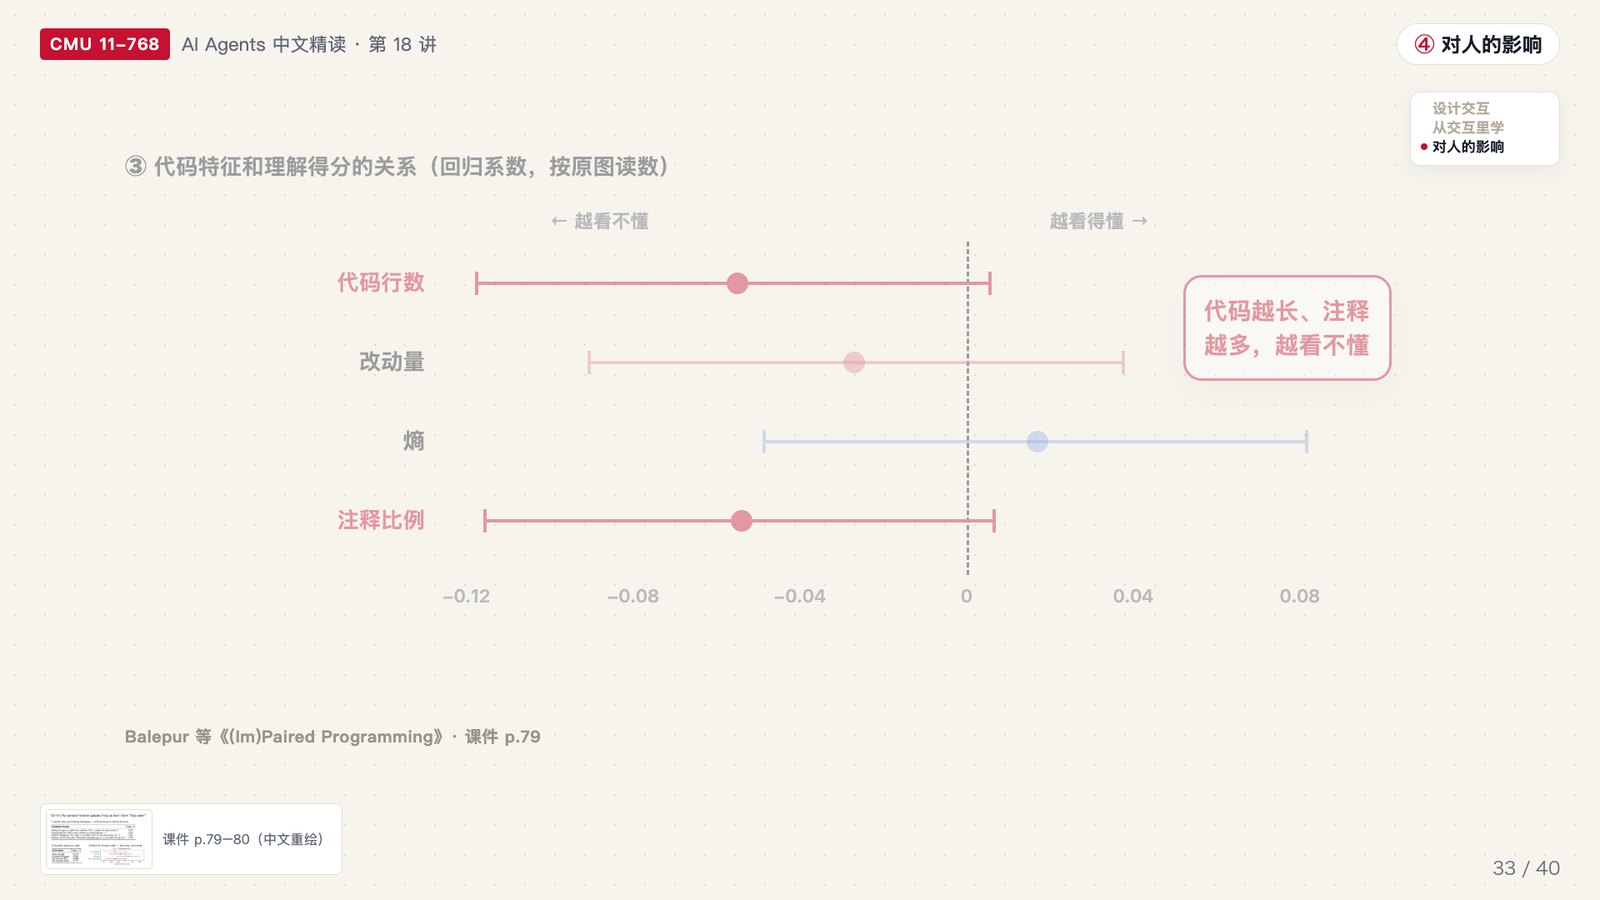 CMU 11-768 AI Agents 中文精读 · 第 18 讲
④ 对人的影响
设计交互
从交互里学
对人的影响
③ 代码特征和理解得分的关系（回归系数，按原图读数）
← 越看不懂
越看得懂 →
代码行数
改动量
熵
注释比例
代码越长、注释
越多，越看不懂
-0.12 -0.08 -0.04 0 0.04 0.08
Balepur 等《(Im)Paired Programming》· 课件 p.79
课件 p.79—80（中文重绘）
33 / 40